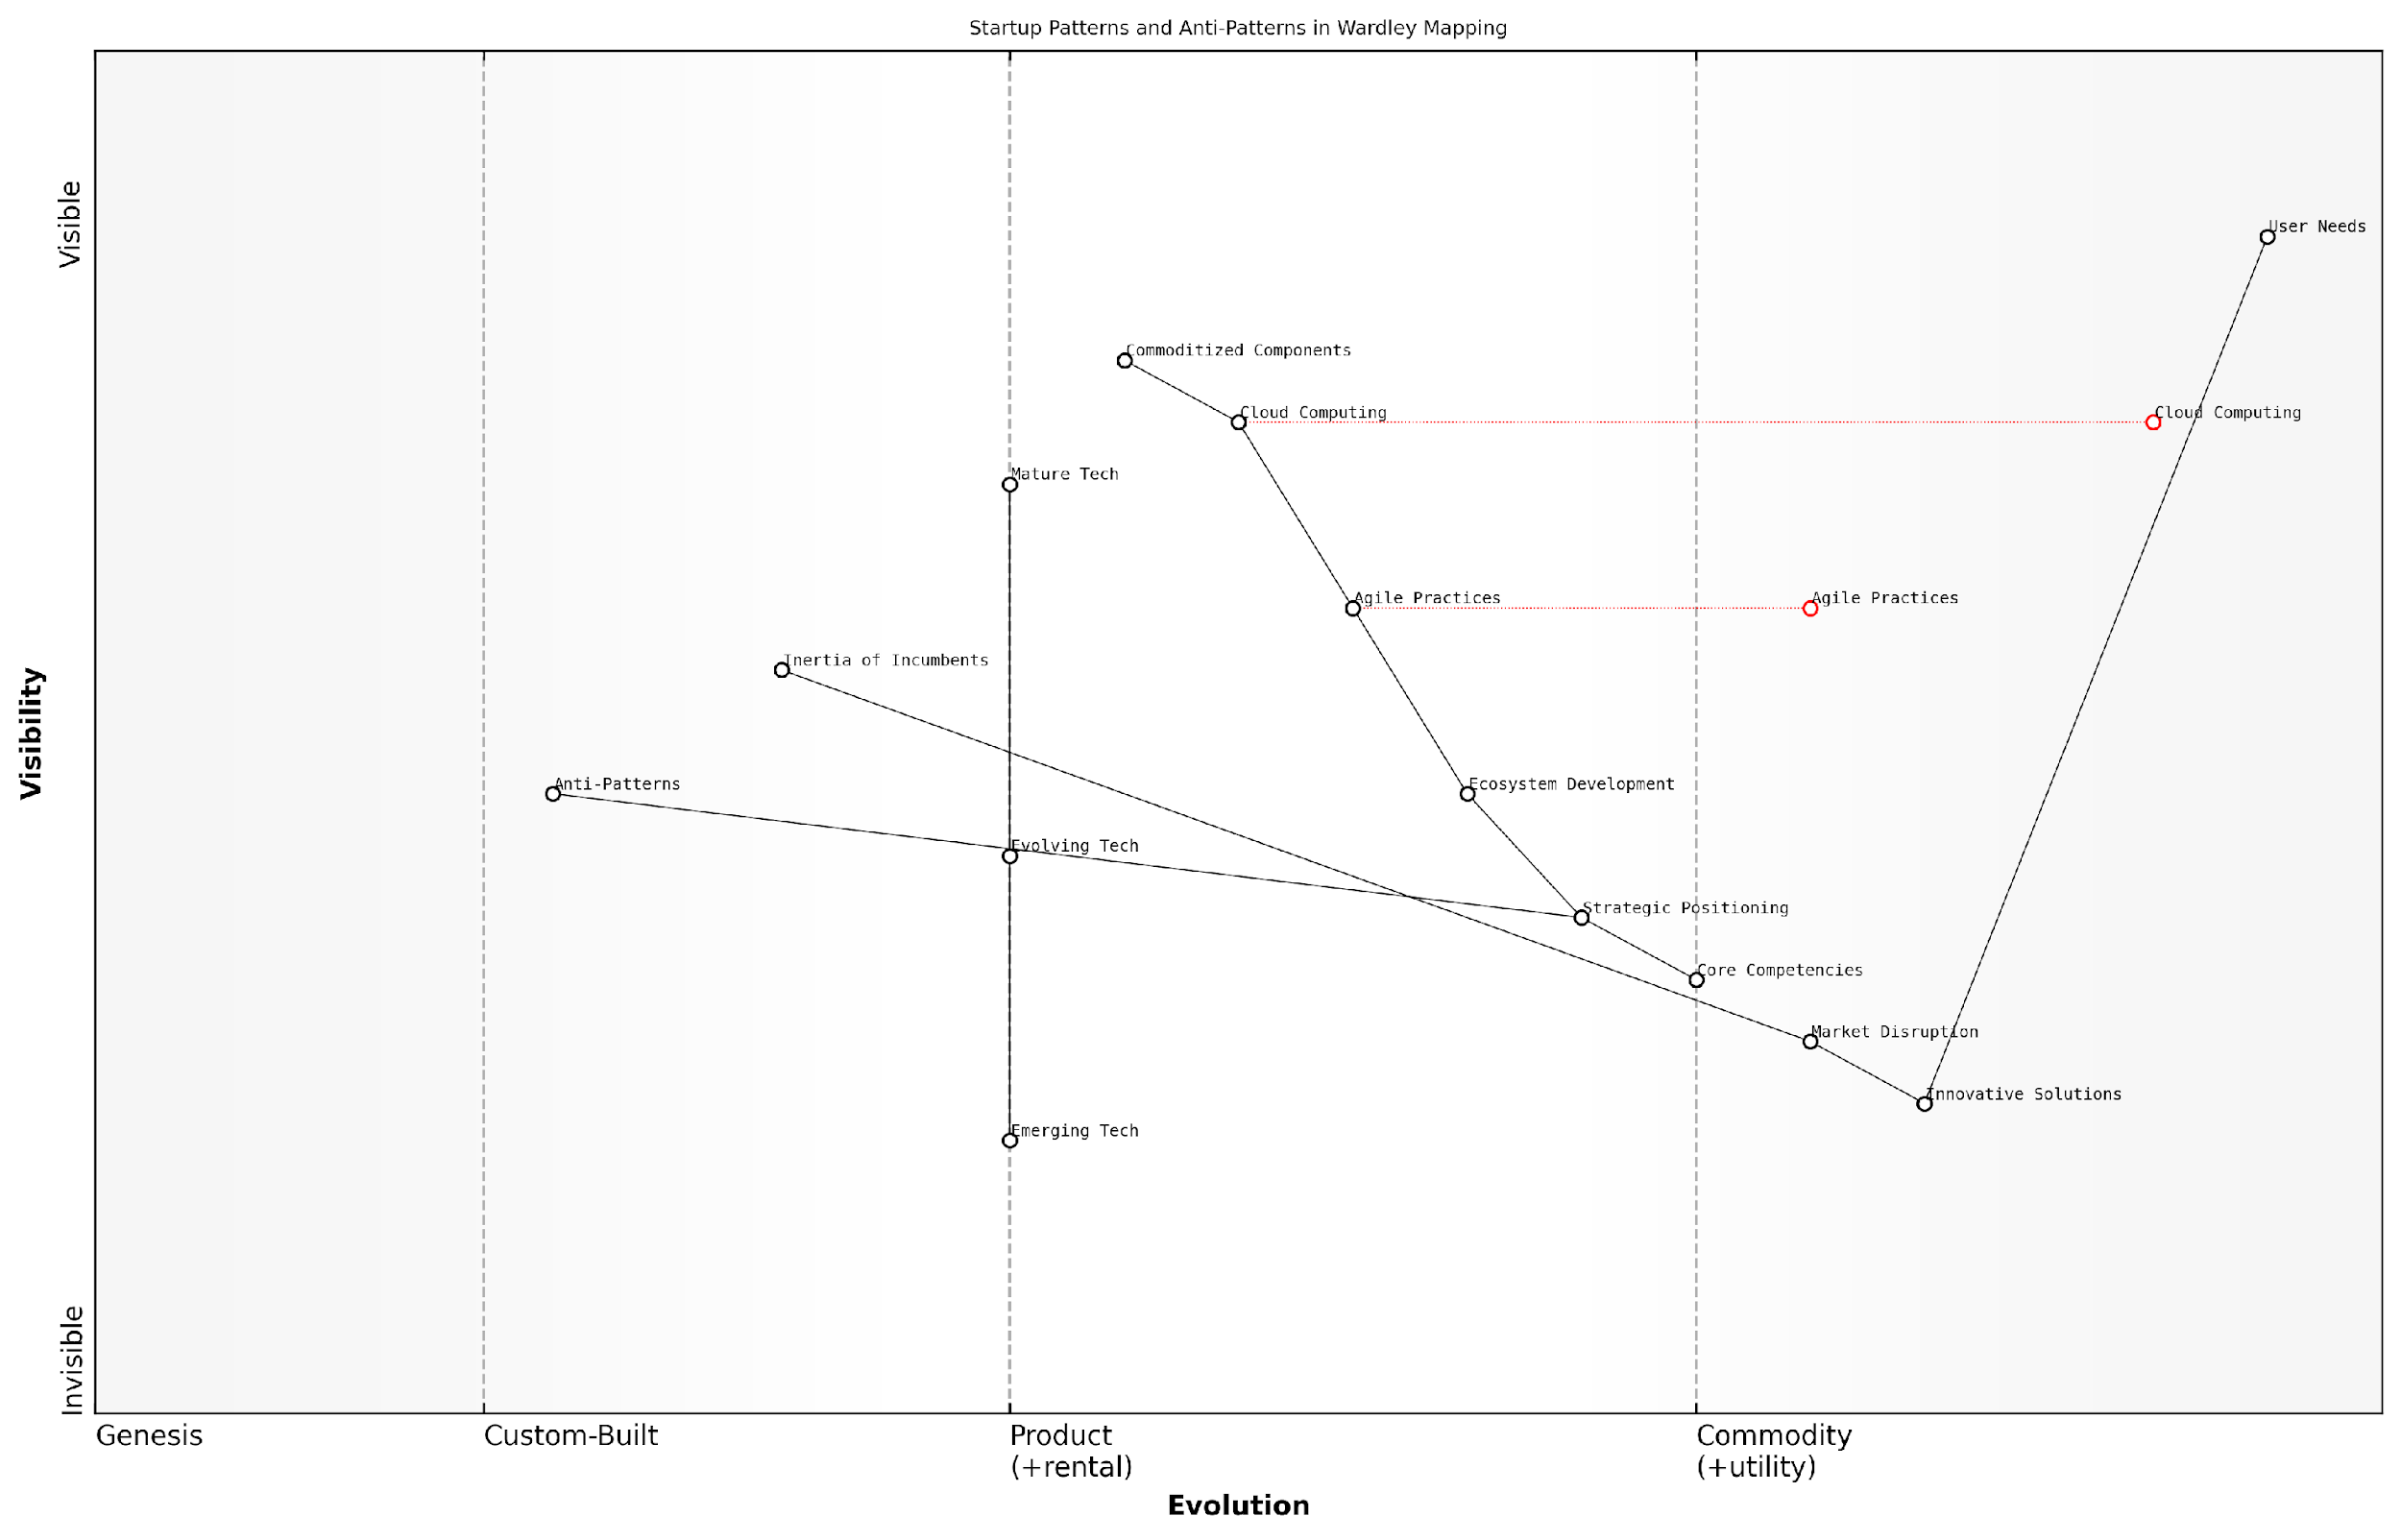 Startup Patterns and Anti-Patterns in Wardley Mapping
Visible
User Needs
Commoditized Components
Cloud Computing
Cloud Computing
Mature Tech
Agile Practices
Agile Practices
Inertia of Incumbents
Visibility
Anti-Patterns
Ecosystem Development
Evolving Tech
Strategic Positioning
Core Competencies
Market Disruption
Innovative Solutions
Emerging Tech
Invisible
Genesis
Custom-Built
Product
(+rental)
Commodity
(+utility)
Evolution